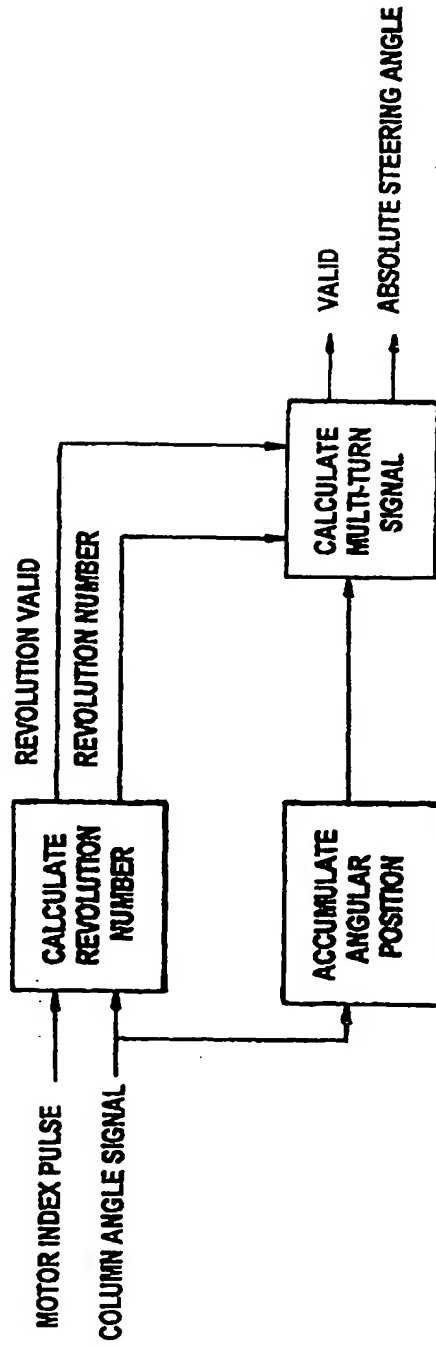 MOTOR INDEX PULSE
COLUMN ANGLE SIGNAL
CALCULATE
REVOLUTION
NUMBER
REVOLUTION VALID
REVOLUTION NUMBER
ACCUMULATE
ANGULAR
POSITION
CALCULATE
MULTI-TURN
SIGNAL
VALID
ABSOLUTE STEERING ANGLE